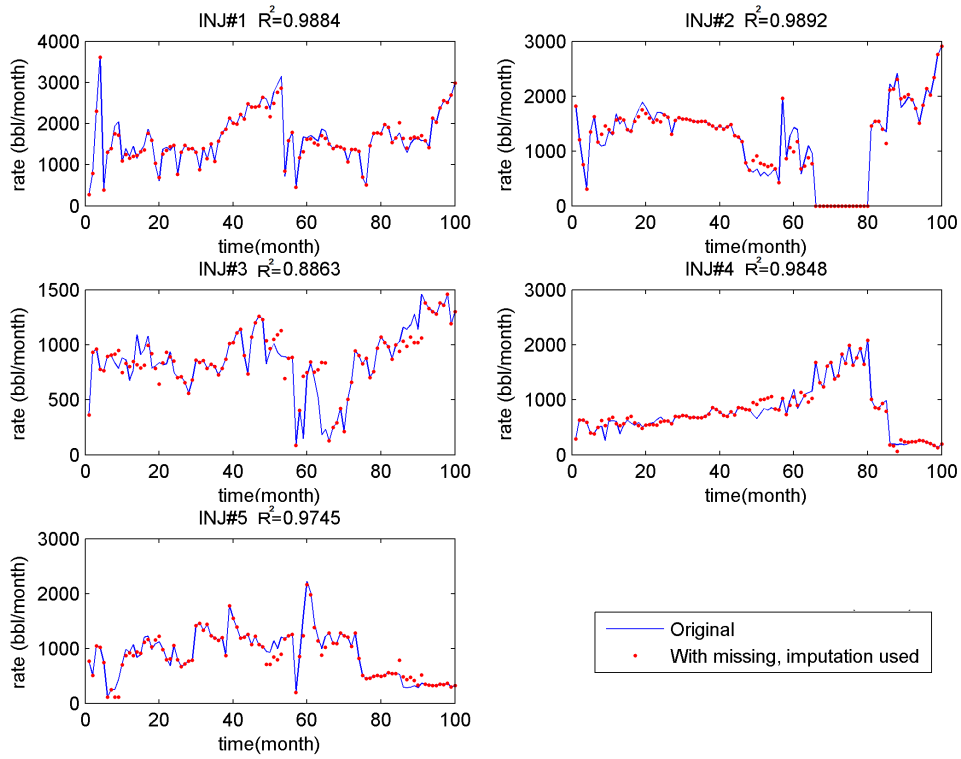 INJ#1 R²=0.9884
INJ#2 R²=0.9892
4000
3000
2000
1000
0
rate (bbl/month)
0 20 40 60 80 100
time(month)
3000
2000
1000
0
rate (bbl/month)
0 20 40 60 80 100
time(month)
INJ#3 R²=0.8863
INJ#4 R²=0.9848
1500
1000
500
0
rate (bbl/month)
0 20 40 60 80 100
time(month)
3000
2000
1000
0
rate (bbl/month)
0 20 40 60 80 100
time(month)
INJ#5 R²=0.9745
3000
2000
1000
0
rate (bbl/month)
0 20 40 60 80 100
time(month)
Original
With missing, imputation used